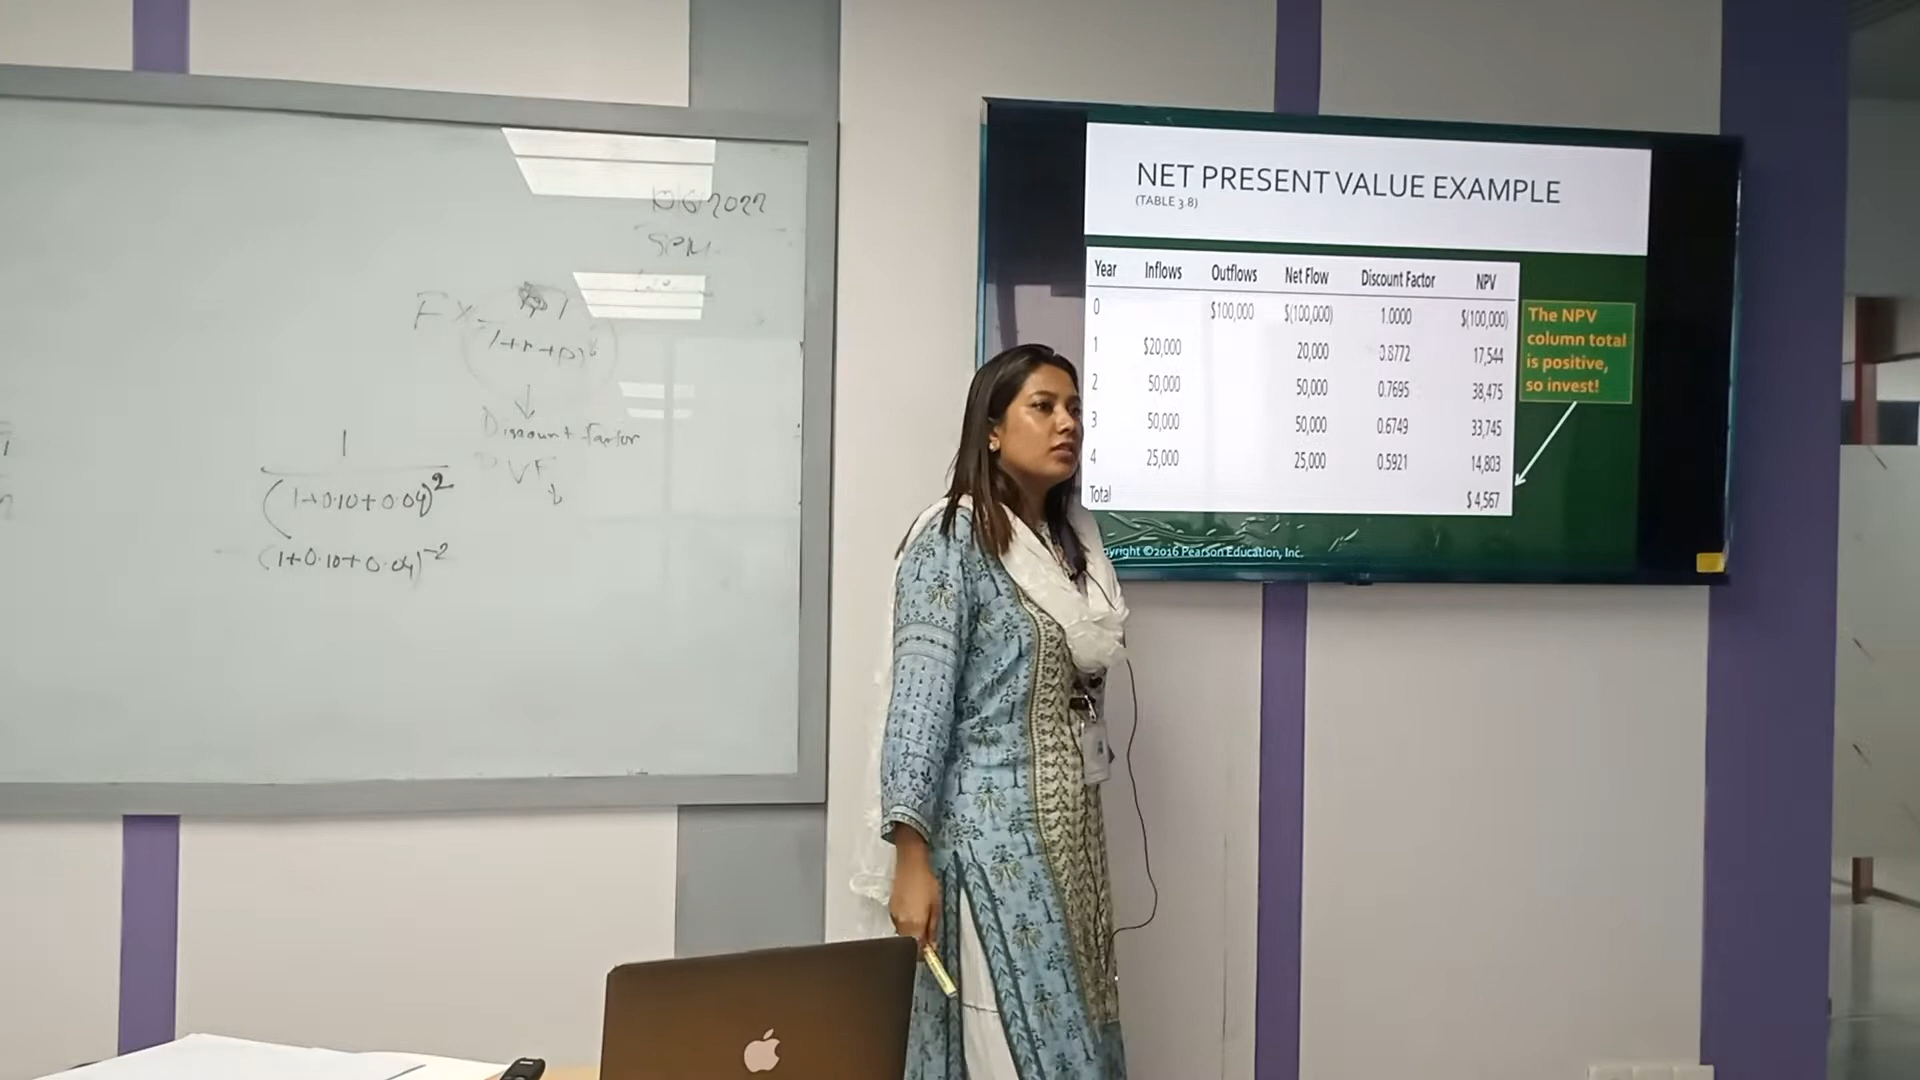 2022
SPM
F × 1
(1+r+p)t
Discount factor
PVF
1
(1+0.10+0.04)2
(1+0.10+0.04)-2
NET PRESENT VALUE EXAMPLE
(TABLE 3.8)
Year Inflows Outflows Net Flow Discount Factor NPV
0 $100,000 $(100,000) 1.0000 $(100,000)
1 $20,000 20,000 0.8772 17,544
2 50,000 50,000 0.7695 38,475
3 50,000 50,000 0.6749 33,745
4 25,000 25,000 0.5921 14,803
Total $ 4,567
The NPV
column total
is positive,
so invest!
pyright ©2016 Pearson Education, Inc.